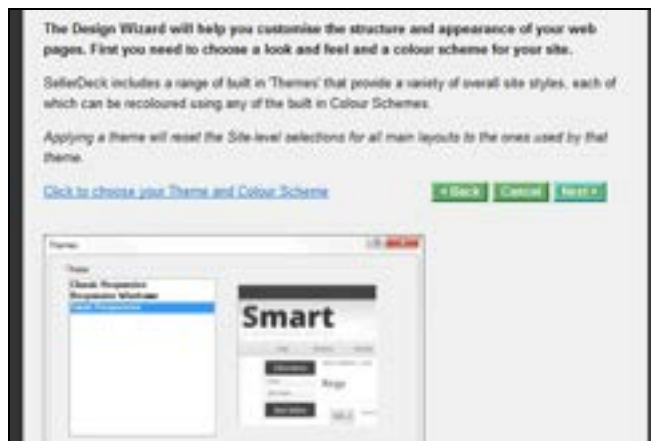 The Design Wizard will help you customise the structure and appearance of your web
pages. First you need to choose a look and feel and a colour scheme for your site.
SellerDeck includes a range of built in 'Themes' that provide a variety of overall site styles, each of
which can be recoloured using any of the built in Colour Schemes.
Applying a theme will reset the Site-level selections for all main layouts to the ones used by that
theme.
Click to choose your Theme and Colour Scheme
< Back Cancel Next >
Themes
Theme
Classic Responsive
Responsive Wireframe
Smart Responsive
Smart